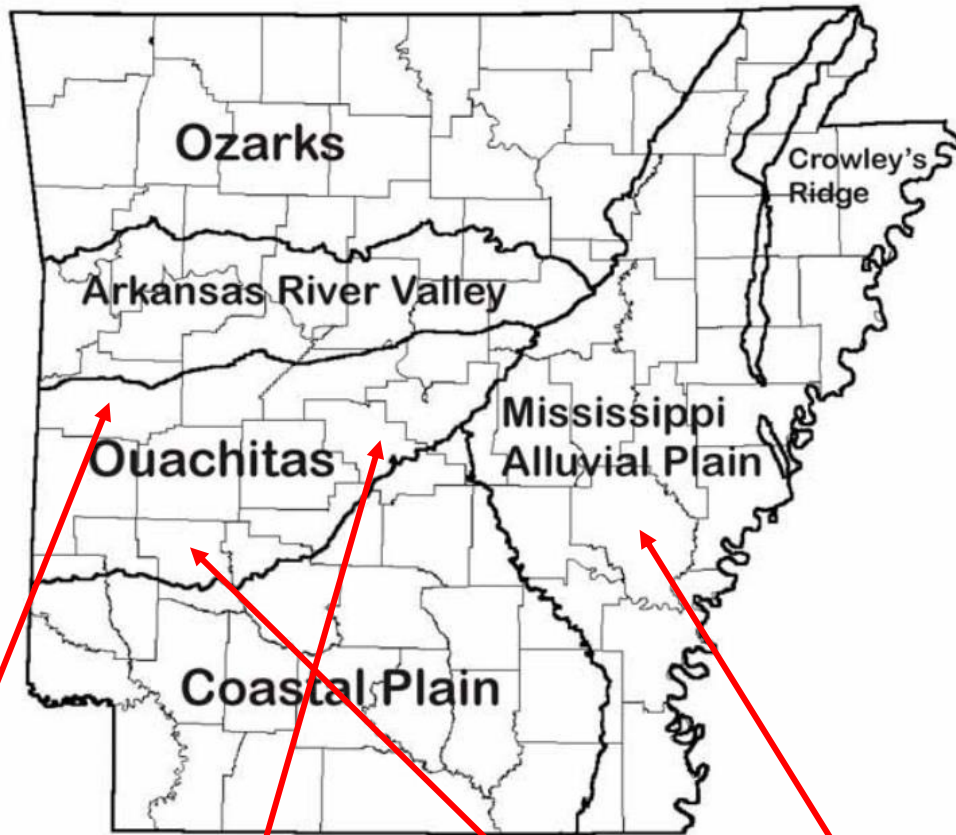 Ozarks
Crowley's
Ridge
Arkansas River Valley
Mississippi
Alluvial Plain
Ouachitas
Coastal Plain